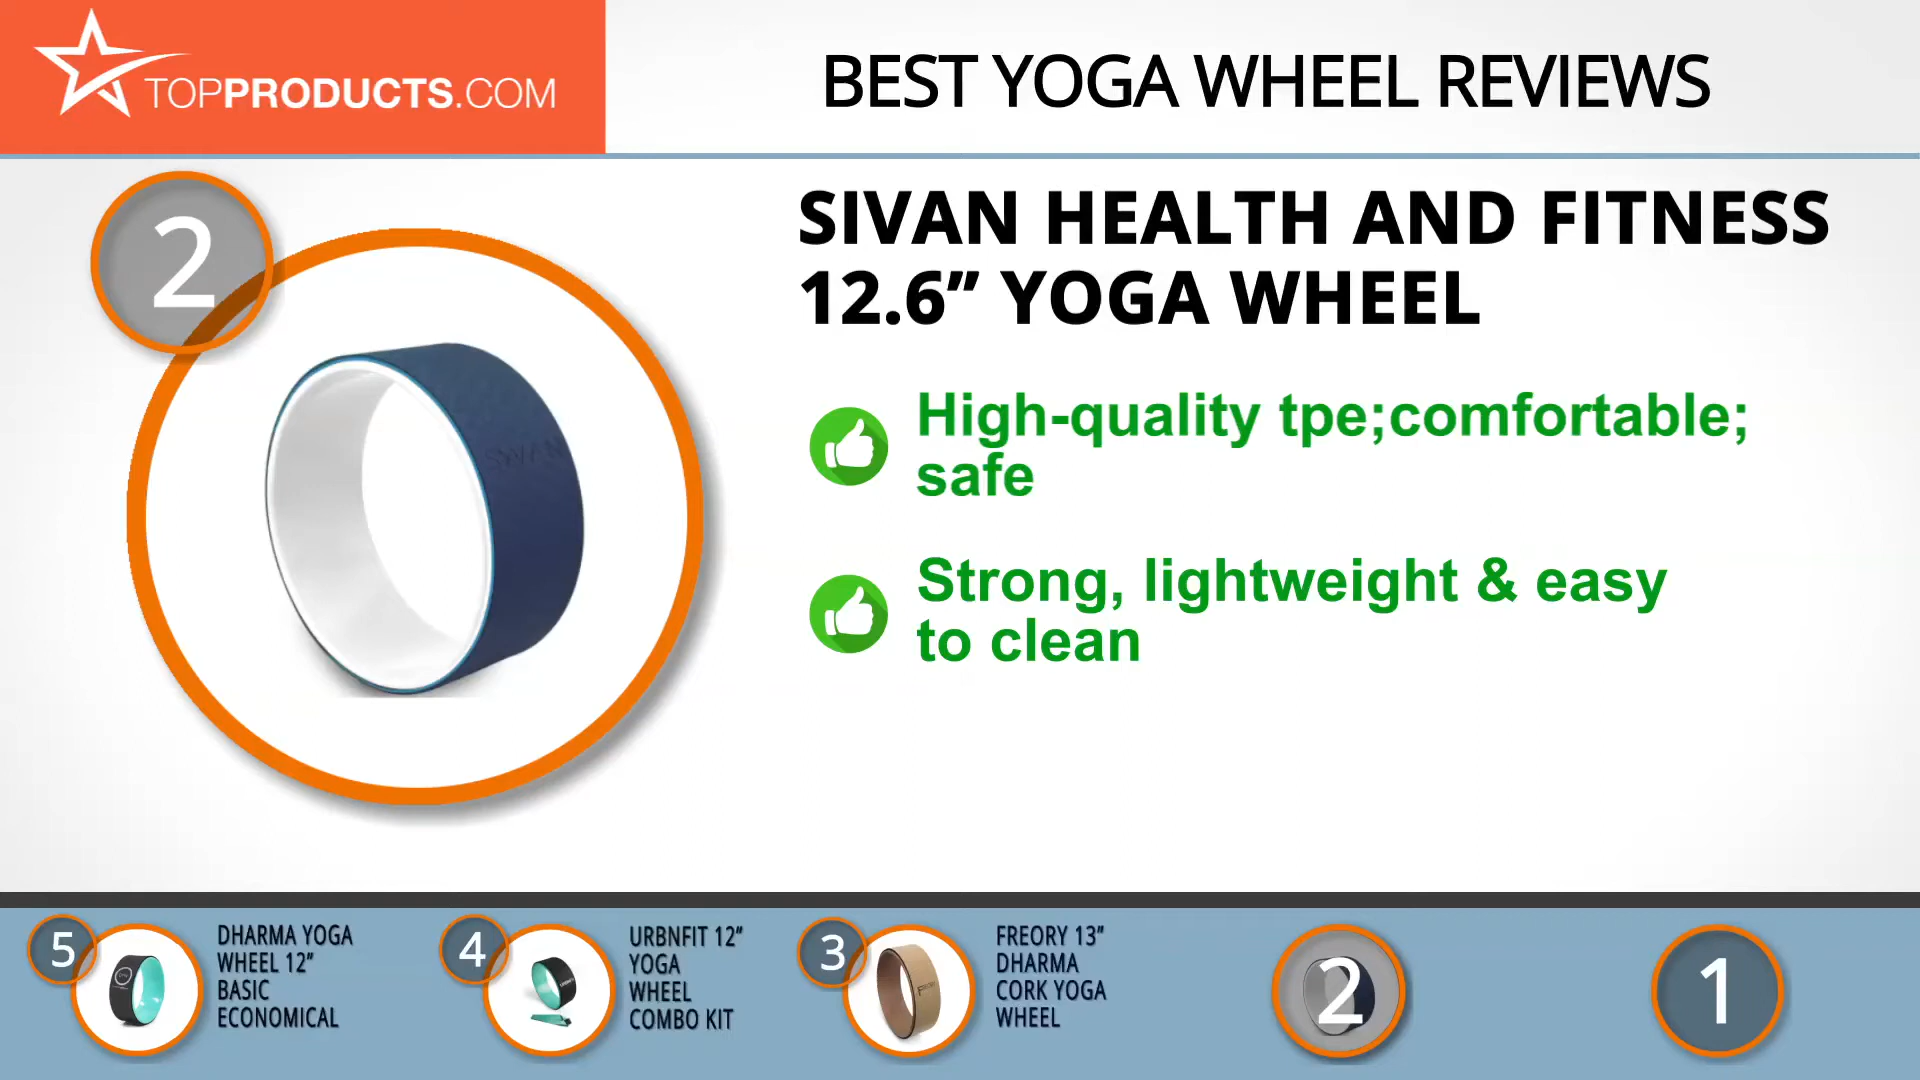 TOPPRODUCTS.COM
BEST YOGA WHEEL REVIEWS
2
SIVAN HEALTH AND FITNESS
12.6” YOGA WHEEL
SIVAN
High-quality tpe;comfortable;
safe
Strong, lightweight & easy
to clean
5
DHARMA YOGA
WHEEL 12”
BASIC
ECONOMICAL
4
URBNFIT 12”
YOGA
WHEEL
COMBO KIT
3
FREORY 13”
DHARMA
CORK YOGA
WHEEL
2
1